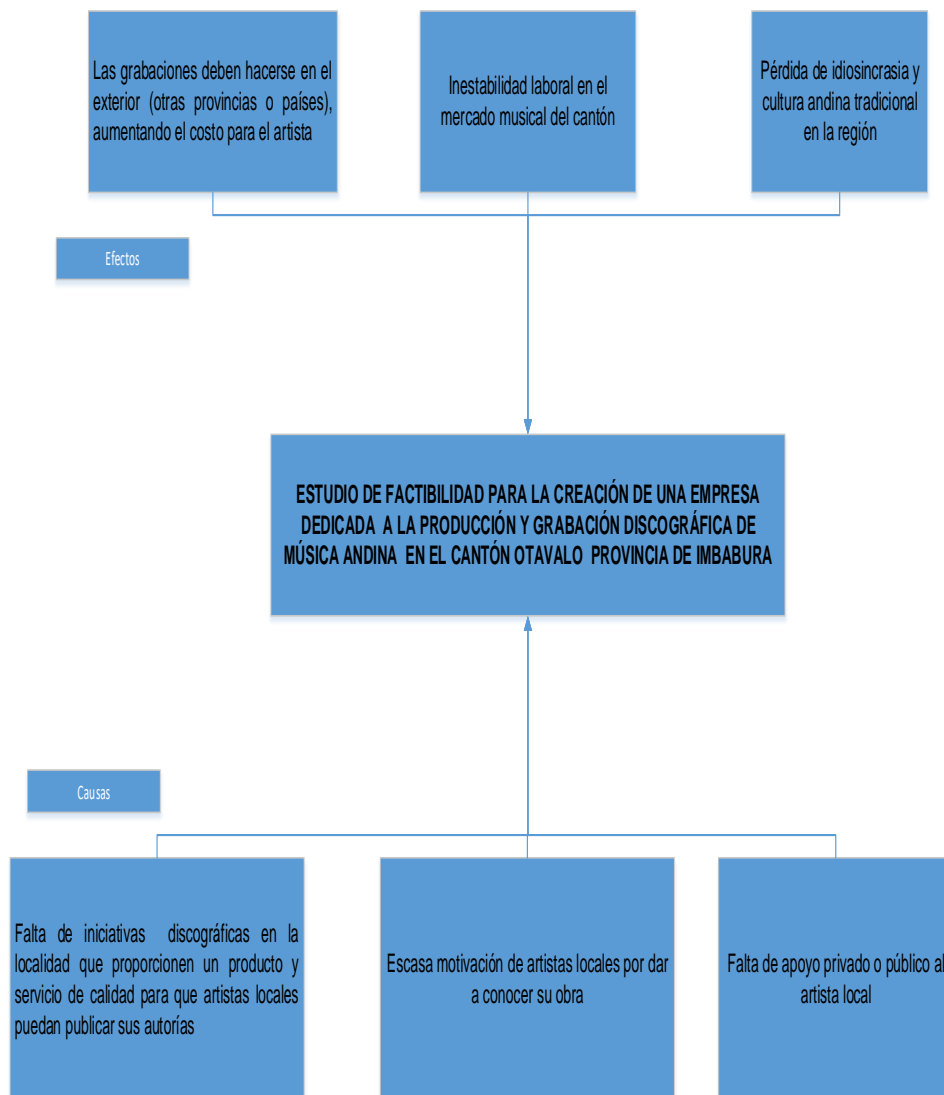 Las grabaciones deben hacerse en el
exterior (otras provincias o países),
aumentando el costo para el artista
Inestabilidad laboral en el
mercado musical del cantón
Pérdida de idiosincrasia y
cultura andina tradicional
en la región
Efectos
ESTUDIO DE FACTIBILIDAD PARA LA CREACIÓN DE UNA EMPRESA
DEDICADA A LA PRODUCCIÓN Y GRABACIÓN DISCOGRÁFICA DE
MÚSICA ANDINA EN EL CANTÓN OTAVALO PROVINCIA DE IMBABURA
Causas
Falta de iniciativas discográficas en la
localidad que proporcionen un producto y
servicio de calidad para que artistas locales
puedan publicar sus autorías
Escasa motivación de artistas locales por dar
a conocer su obra
Falta de apoyo privado o público al
artista local